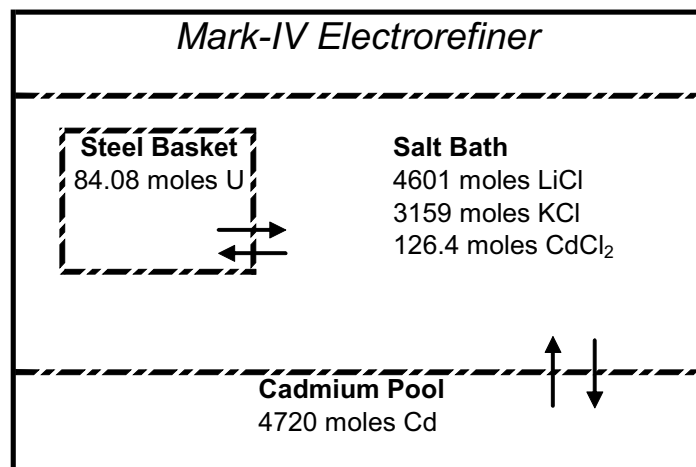 Mark-IV Electrorefiner
Steel Basket
84.08 moles U
Salt Bath
4601 moles LiCl
3159 moles KCl
126.4 moles CdCl₂
Cadmium Pool
4720 moles Cd